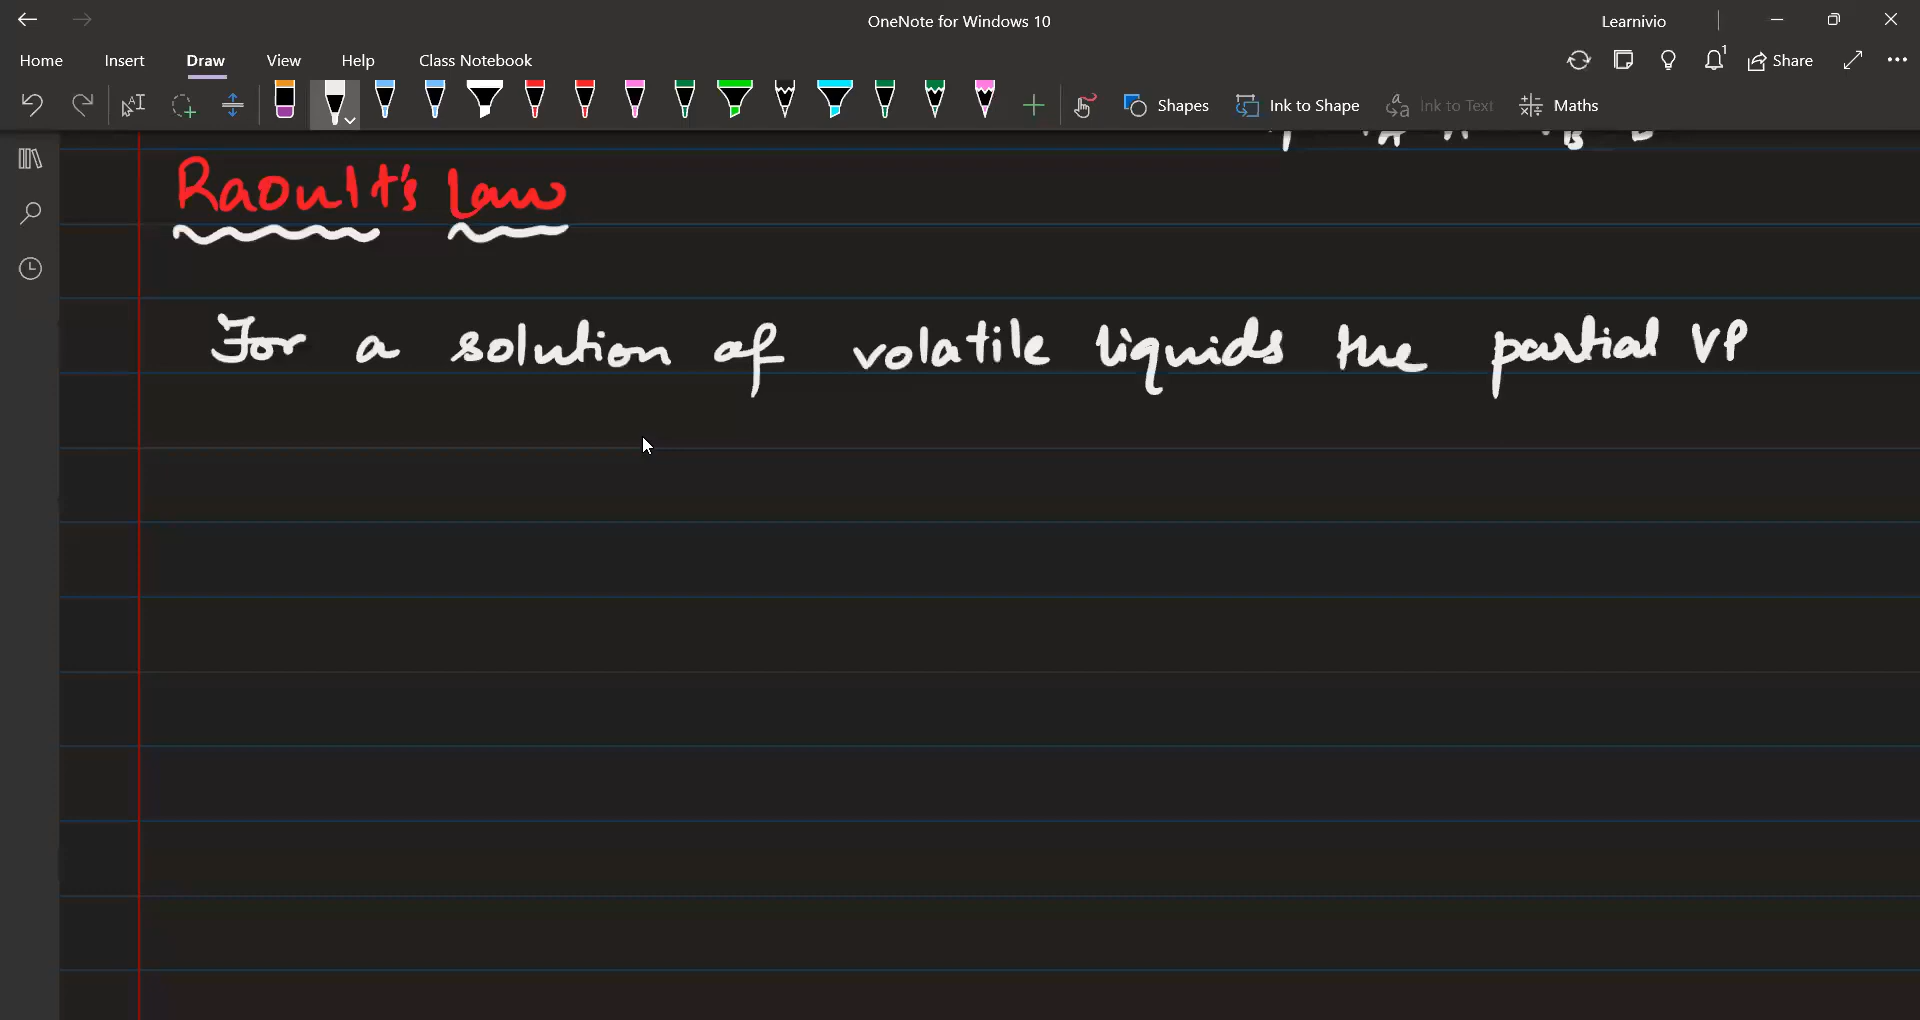 OneNote for Windows 10
Learnivio
Home Insert Draw View Help Class Notebook
1
Share
Shapes Ink to Shape Ink to Text Maths
Raoult's Law
For a solution of volatile liquids the partial VP